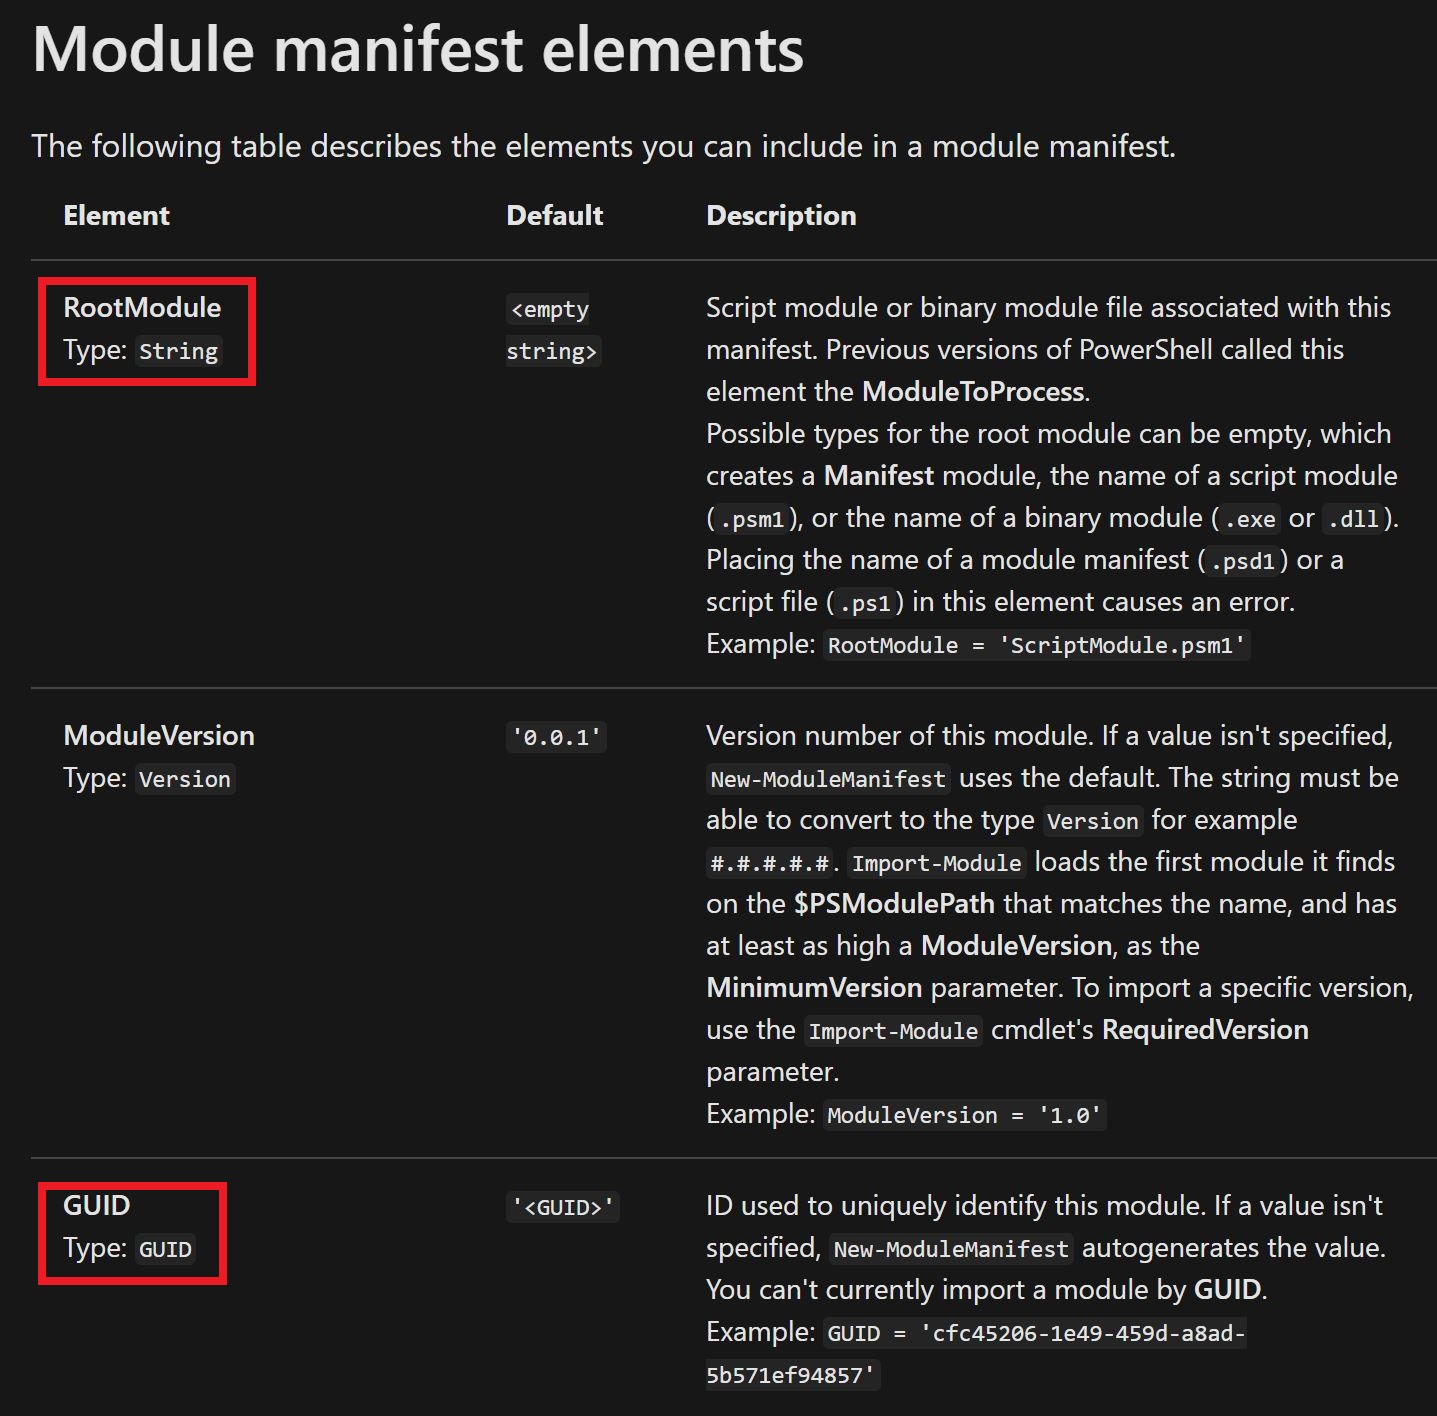 Module manifest elements
The following table describes the elements you can include in a module manifest.
Element Default Description
RootModule
Type: String
<empty
string>
Script module or binary module file associated with this
manifest. Previous versions of PowerShell called this
element the ModuleToProcess.
Possible types for the root module can be empty, which
creates a Manifest module, the name of a script module
(.psm1), or the name of a binary module (.exe or .dll).
Placing the name of a module manifest (.psd1) or a
script file (.ps1) in this element causes an error.
Example: RootModule = 'ScriptModule.psm1'
ModuleVersion
Type: Version
'0.0.1'
Version number of this module. If a value isn't specified,
New-ModuleManifest uses the default. The string must be
able to convert to the type Version for example
#.#.#.#.#. Import-Module loads the first module it finds
on the $PSModulePath that matches the name, and has
at least as high a ModuleVersion, as the
MinimumVersion parameter. To import a specific version,
use the Import-Module cmdlet's RequiredVersion
parameter.
Example: ModuleVersion = '1.0'
GUID
Type: GUID
'<GUID>'
ID used to uniquely identify this module. If a value isn't
specified, New-ModuleManifest autogenerates the value.
You can't currently import a module by GUID.
Example: GUID = 'cfc45206-1e49-459d-a8ad-
5b571ef94857'